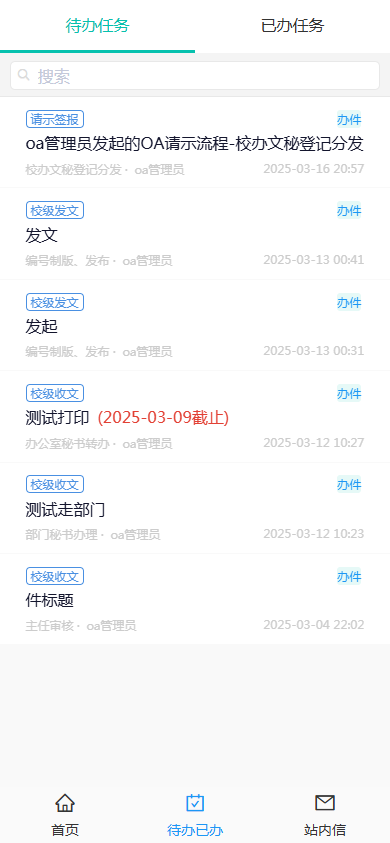 待办任务 已办任务
搜索
请示签报 办件
oa管理员发起的OA请示流程-校办文秘登记分发
校办文秘登记分发 · oa管理员 2025-03-16 20:57
校级发文 办件
发文
编号制版、发布 · oa管理员 2025-03-13 00:41
校级发文 办件
发起
编号制版、发布 · oa管理员 2025-03-13 00:31
校级收文 办件
测试打印 (2025-03-09截止)
办公室秘书转办 · oa管理员 2025-03-12 10:27
校级收文 办件
测试走部门
部门秘书办理 · oa管理员 2025-03-12 10:23
校级收文 办件
件标题
主任审核 · oa管理员 2025-03-04 22:02
首页 待办已办 站内信